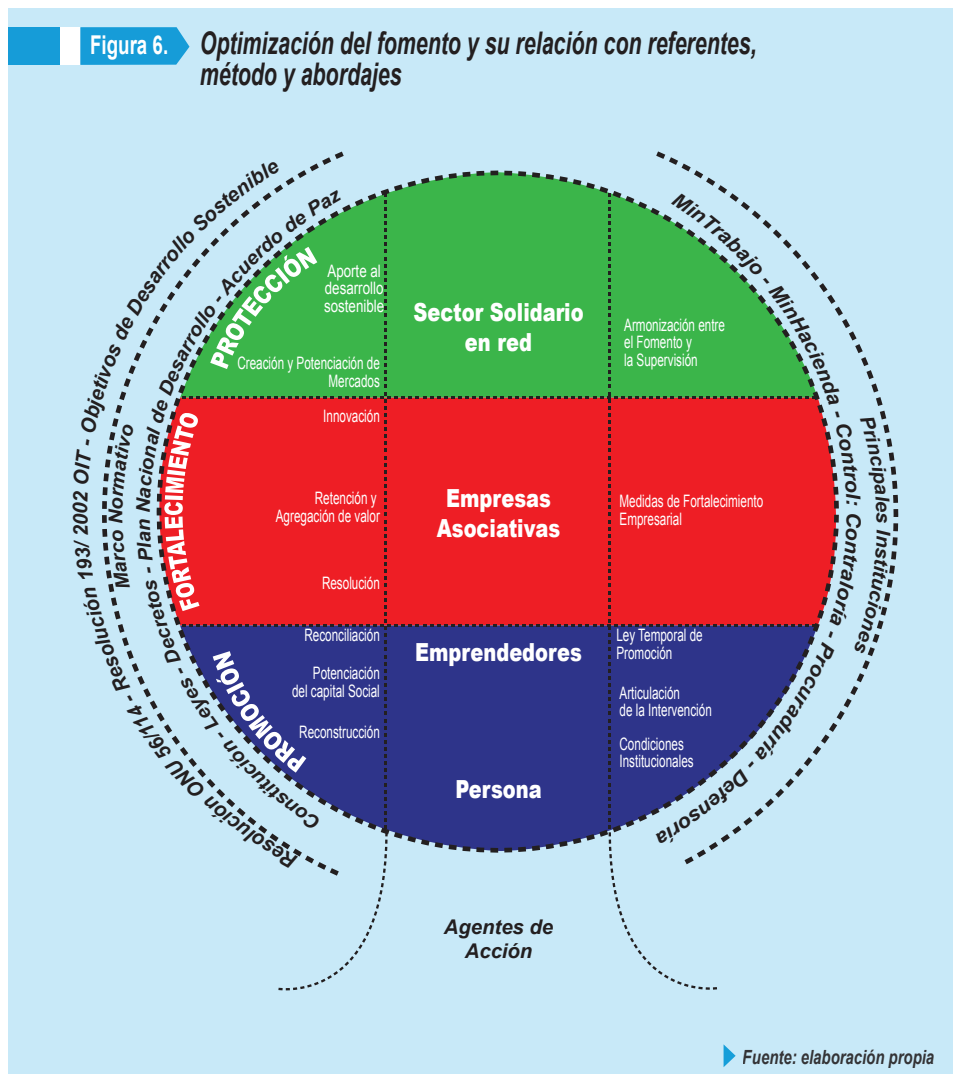 Figura 6.
Optimización del fomento y su relación con referentes,
método y abordajes
Resolución ONU 56/114 - Resolución 193/ 2002 OIT - Objetivos de Desarrollo Sostenible
Marco Normativo
Constitución - Leyes - Decretos - Plan Nacional de Desarrollo - Acuerdo de Paz
MinTrabajo - MinHacienda - Control: Contraloría - Procuraduría - Defensoría
Principales Instituciones
PROTECCIÓN
Aporte al
desarrollo
sostenible
Creación y Potenciación de
Mercados
Sector Solidario
en red
Armonización entre
el Fomento y
la Supervisión
FORTALECIMIENTO
Innovación
Retención y
Agregación de valor
Resolución
Empresas
Asociativas
Medidas de Fortalecimiento
Empresarial
PROMOCIÓN
Reconciliación
Potenciación
del capital Social
Reconstrucción
Emprendedores
Persona
Ley Temporal de
Promoción
Articulación
de la Intervención
Condiciones
Institucionales
Agentes de
Acción
Fuente: elaboración propia